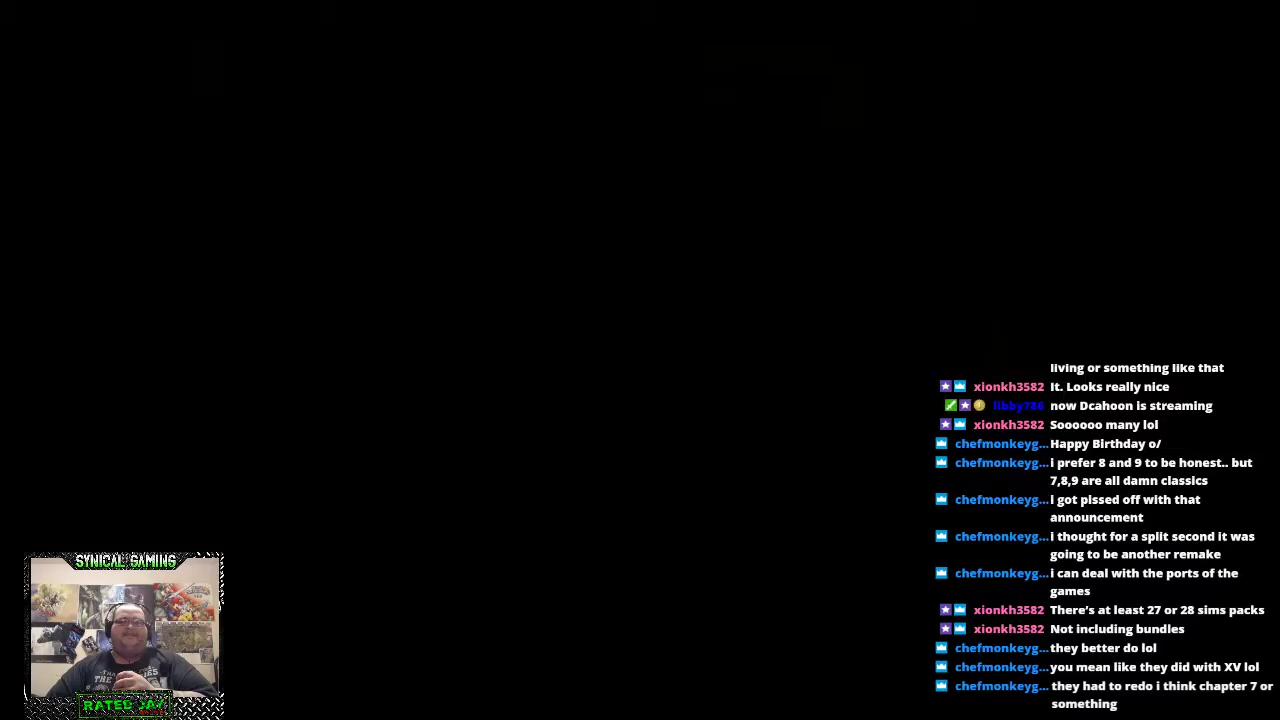 living or something like that
xionkh3582 It. Looks really nice
libby786 now Dcahoon is streaming
xionkh3582 Soooooo many lol
chefmonkeyg... Happy Birthday o/
chefmonkeyg... i prefer 8 and 9 to be honest.. but
7,8,9 are all damn classics
chefmonkeyg... i got pissed off with that
announcement
chefmonkeyg... i thought for a split second it was
going to be another remake
chefmonkeyg... i can deal with the ports of the
games
xionkh3582 There's at least 27 or 28 sims packs
xionkh3582 Not including bundles
chefmonkeyg... they better do lol
chefmonkeyg... you mean like they did with XV lol
chefmonkeyg... they had to redo i think chapter 7 or
something
SYNICAL GAMING
RATED JAY